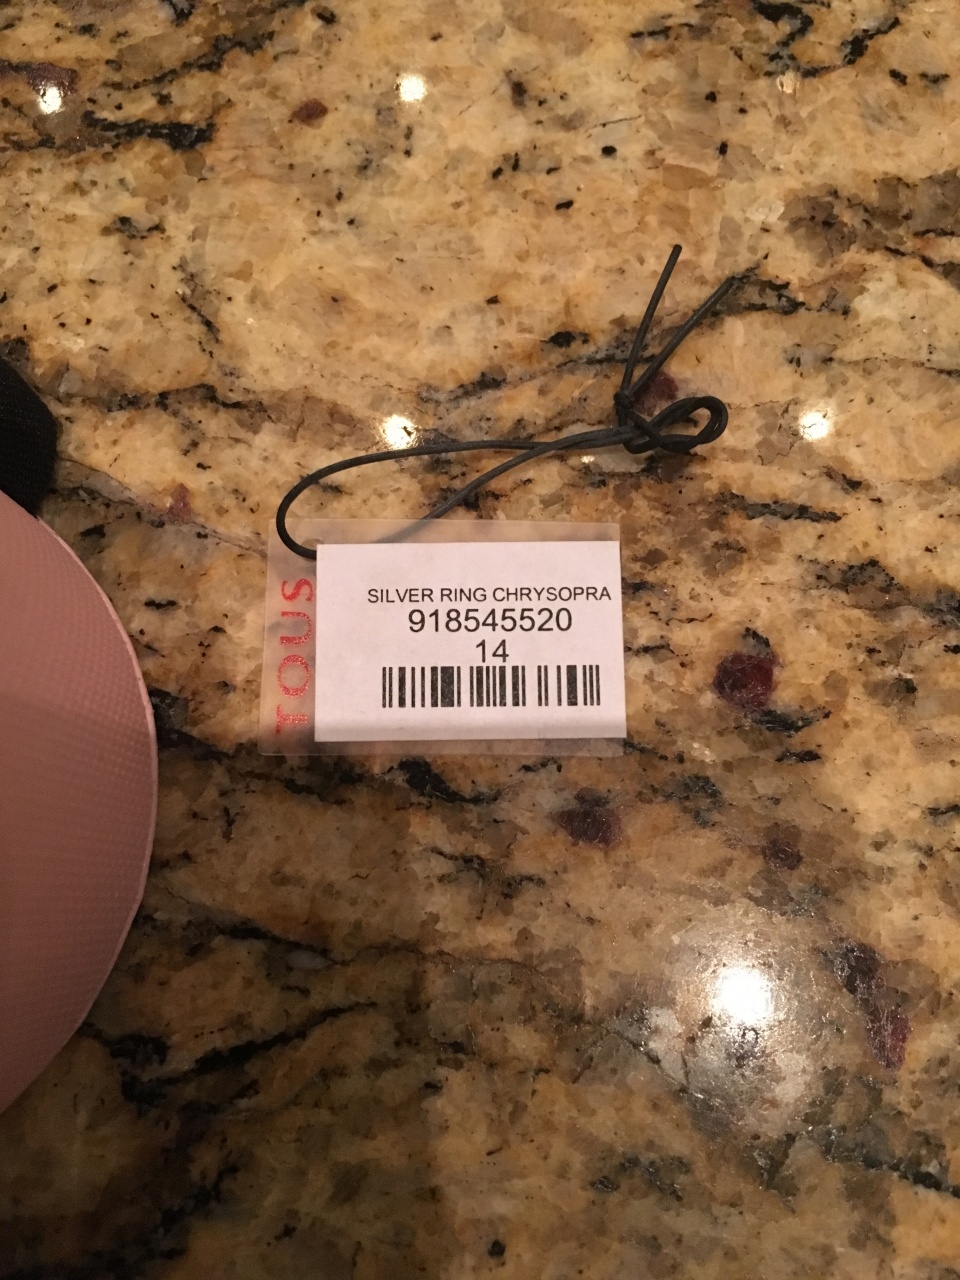 TOUS
SILVER RING CHRYSOPRA
918545520
14